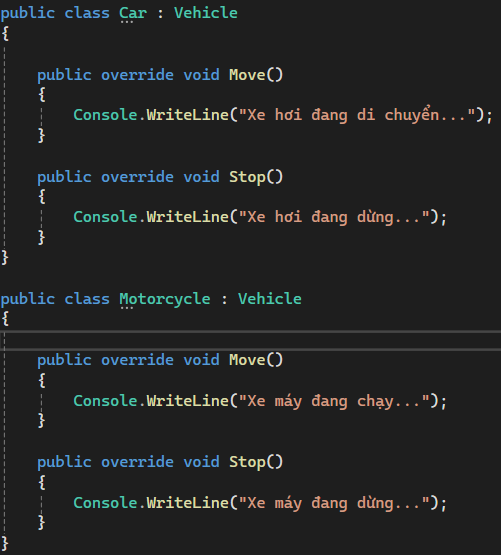 public class Car : Vehicle
{
public override void Move()
{
Console.WriteLine("Xe hơi đang di chuyển...");
}
public override void Stop()
{
Console.WriteLine("Xe hơi đang dừng...");
}
}
public class Motorcycle : Vehicle
{
public override void Move()
{
Console.WriteLine("Xe máy đang chạy...");
}
public override void Stop()
{
Console.WriteLine("Xe máy đang dừng...");
}
}